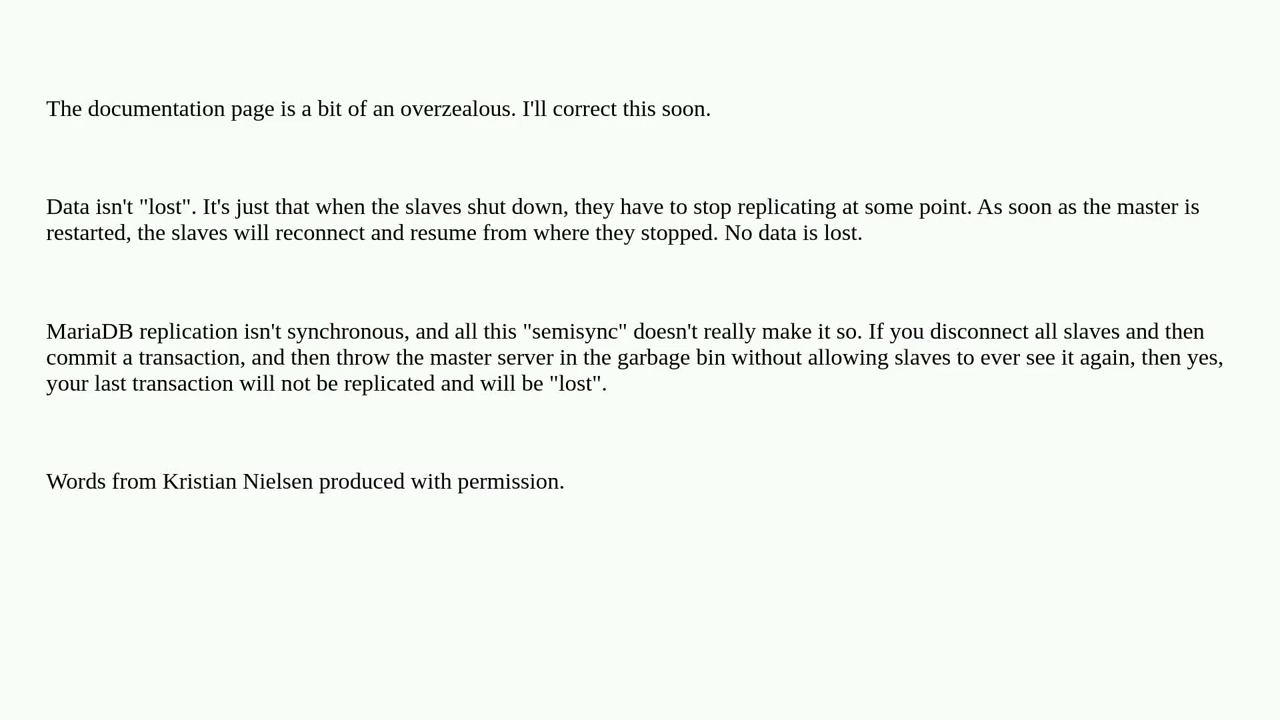 The documentation page is a bit of an overzealous. I'll correct this soon.
Data isn't "lost". It's just that when the slaves shut down, they have to stop replicating at some point. As soon as the master is
restarted, the slaves will reconnect and resume from where they stopped. No data is lost.
MariaDB replication isn't synchronous, and all this "semisync" doesn't really make it so. If you disconnect all slaves and then
commit a transaction, and then throw the master server in the garbage bin without allowing slaves to ever see it again, then yes,
your last transaction will not be replicated and will be "lost".
Words from Kristian Nielsen produced with permission.